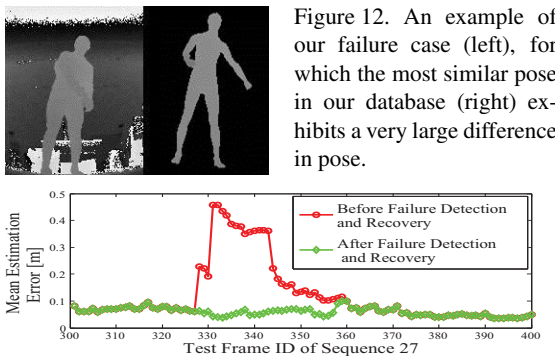 Figure 12. An example of
our failure case (left), for
which the most similar pose
in our database (right) ex-
hibits a very large difference
in pose.
0.5
0.4
0.3
0.2
0.1
0
Mean Estimation
Error [m]
Before Failure Detection
and Recovery
After Failure Detection
and Recovery
300 310 320 330 340 350 360 370 380 390 400
Test Frame ID of Sequence 27